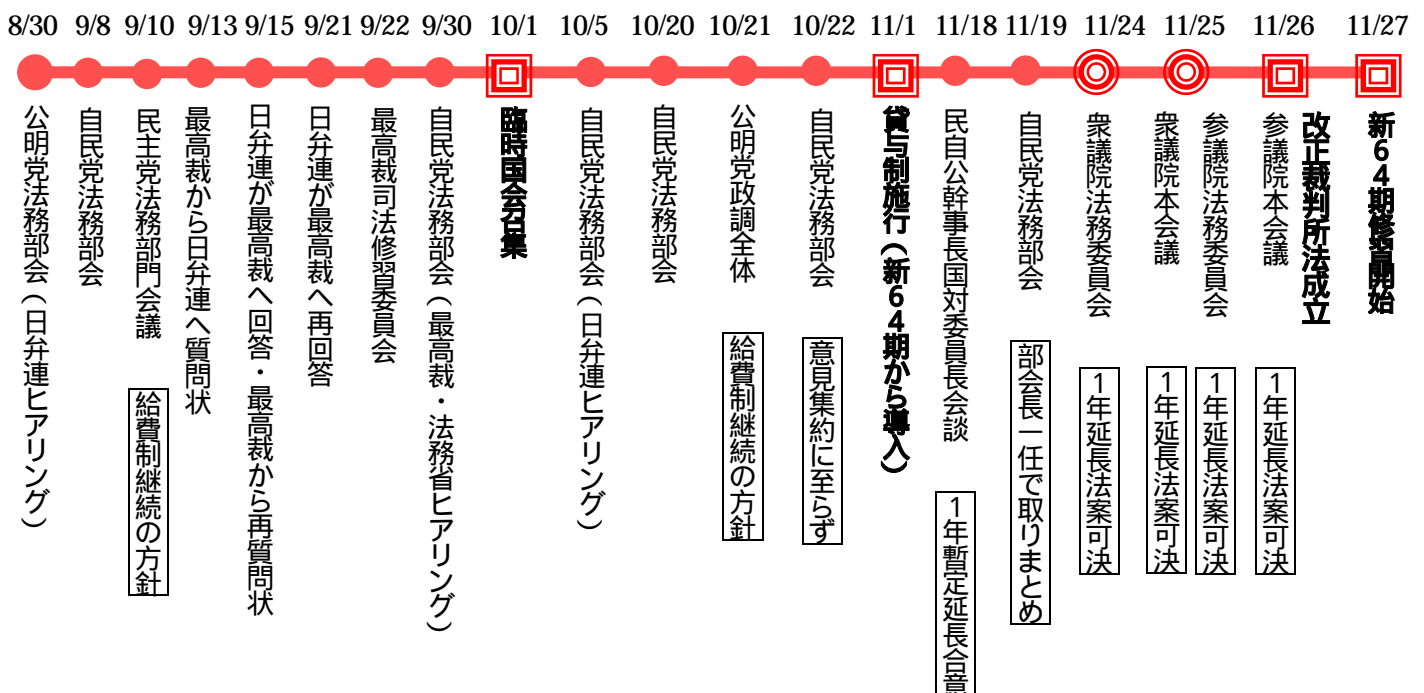 8/30 9/8 9/10 9/13 9/15 9/21 9/22 9/30 10/1 10/5 10/20 10/21 10/22 11/1 11/18 11/19 11/24 11/25 11/26 11/27
公明党法務部会（日弁連ヒアリング）
自民党法務部会
民主党法務部門会議
給費制継続の方針
最高裁から日弁連へ質問状
日弁連が最高裁へ回答・最高裁から再質問状
日弁連が最高裁へ再回答
最高裁司法修習委員会
自民党法務部会（最高裁・法務省ヒアリング）
臨時国会召集
自民党法務部会（日弁連ヒアリング）
自民党法務部会
公明党政調全体
給費制継続の方針
自民党法務部会
意見集約に至らず
貸与制施行（新６４期から導入）
民自公幹事長国対委員長会談
１年暫定延長合意
自民党法務部会
部会長一任で取りまとめ
衆議院法務委員会
１年延長法案可決
衆議院本会議
１年延長法案可決
参議院法務委員会
１年延長法案可決
参議院本会議
１年延長法案可決
改正裁判所法成立
新６４期修習開始